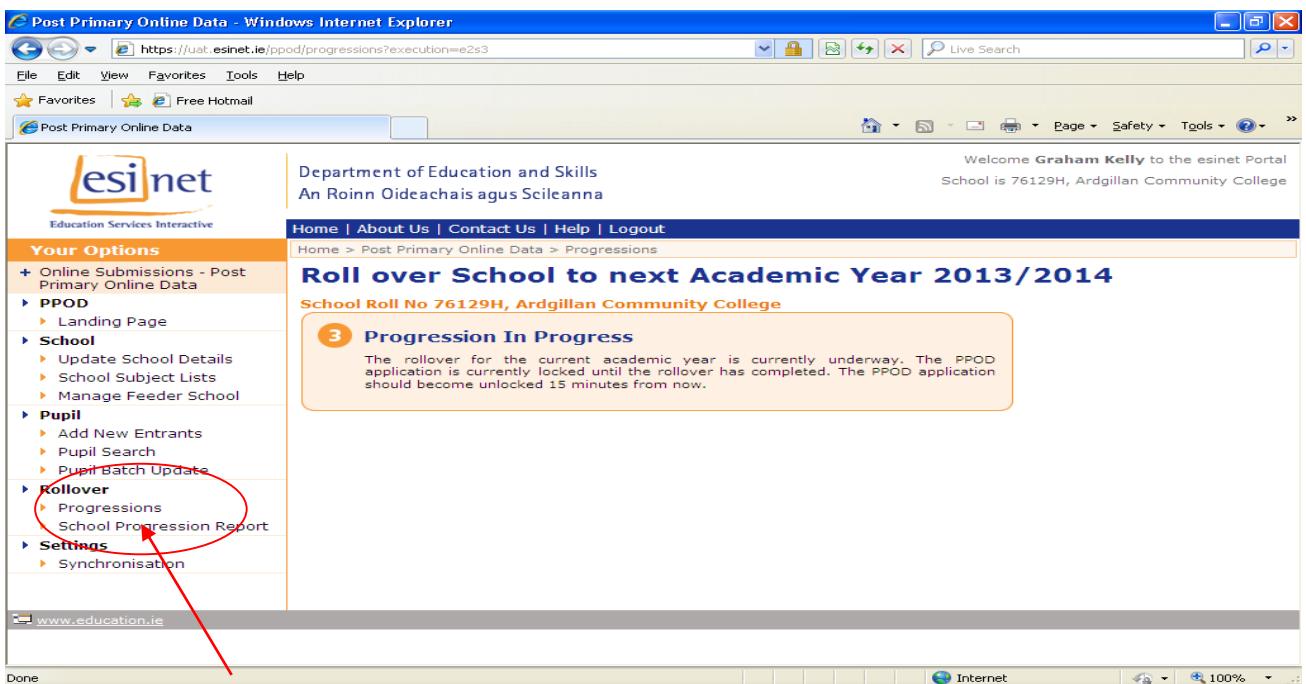 Post Primary Online Data - Windows Internet Explorer
https://uat.esinet.ie/ppod/progressions?execution=e2s3
Live Search
File Edit View Favorites Tools Help
Favorites Free Hotmail
Post Primary Online Data
Page Safety Tools
esinet
Education Services Interactive
Department of Education and Skills
An Roinn Oideachais agus Scileanna
Welcome Graham Kelly to the esinet Portal
School is 76129H, Ardgillan Community College
Home | About Us | Contact Us | Help | Logout
Home > Post Primary Online Data > Progressions
Your Options
+ Online Submissions - Post
Primary Online Data
PPOD
Landing Page
School
Update School Details
School Subject Lists
Manage Feeder School
Pupil
Add New Entrants
Pupil Search
Pupil Batch Update
Rollover
Progressions
School Progression Report
Settings
Synchronisation
Roll over School to next Academic Year 2013/2014
School Roll No 76129H, Ardgillan Community College
3 Progression In Progress
The rollover for the current academic year is currently underway. The PPOD
application is currently locked until the rollover has completed. The PPOD application
should become unlocked 15 minutes from now.
www.education.ie
Done
Internet
100%